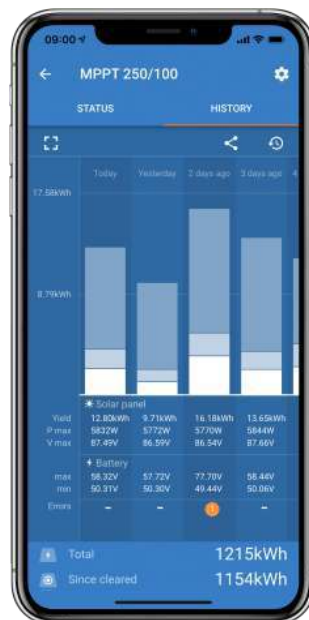 09:00
MPPT 250/100
STATUS HISTORY
Today Yesterday 2 days ago 3 days ago 4
17.58kWh
8.79kWh
Solar panel
Yield 12.80kWh 9.71kWh 16.18kWh 13.65kWh
P max 5832W 5772W 5770W 5844W
V max 87.49V 86.59V 86.54V 87.66V
Battery
max 58.32V 57.72V 77.70V 58.44V
min 50.31V 50.30V 49.44V 50.06V
Errors - - ! -
Total 1215kWh
Since cleared 1154kWh